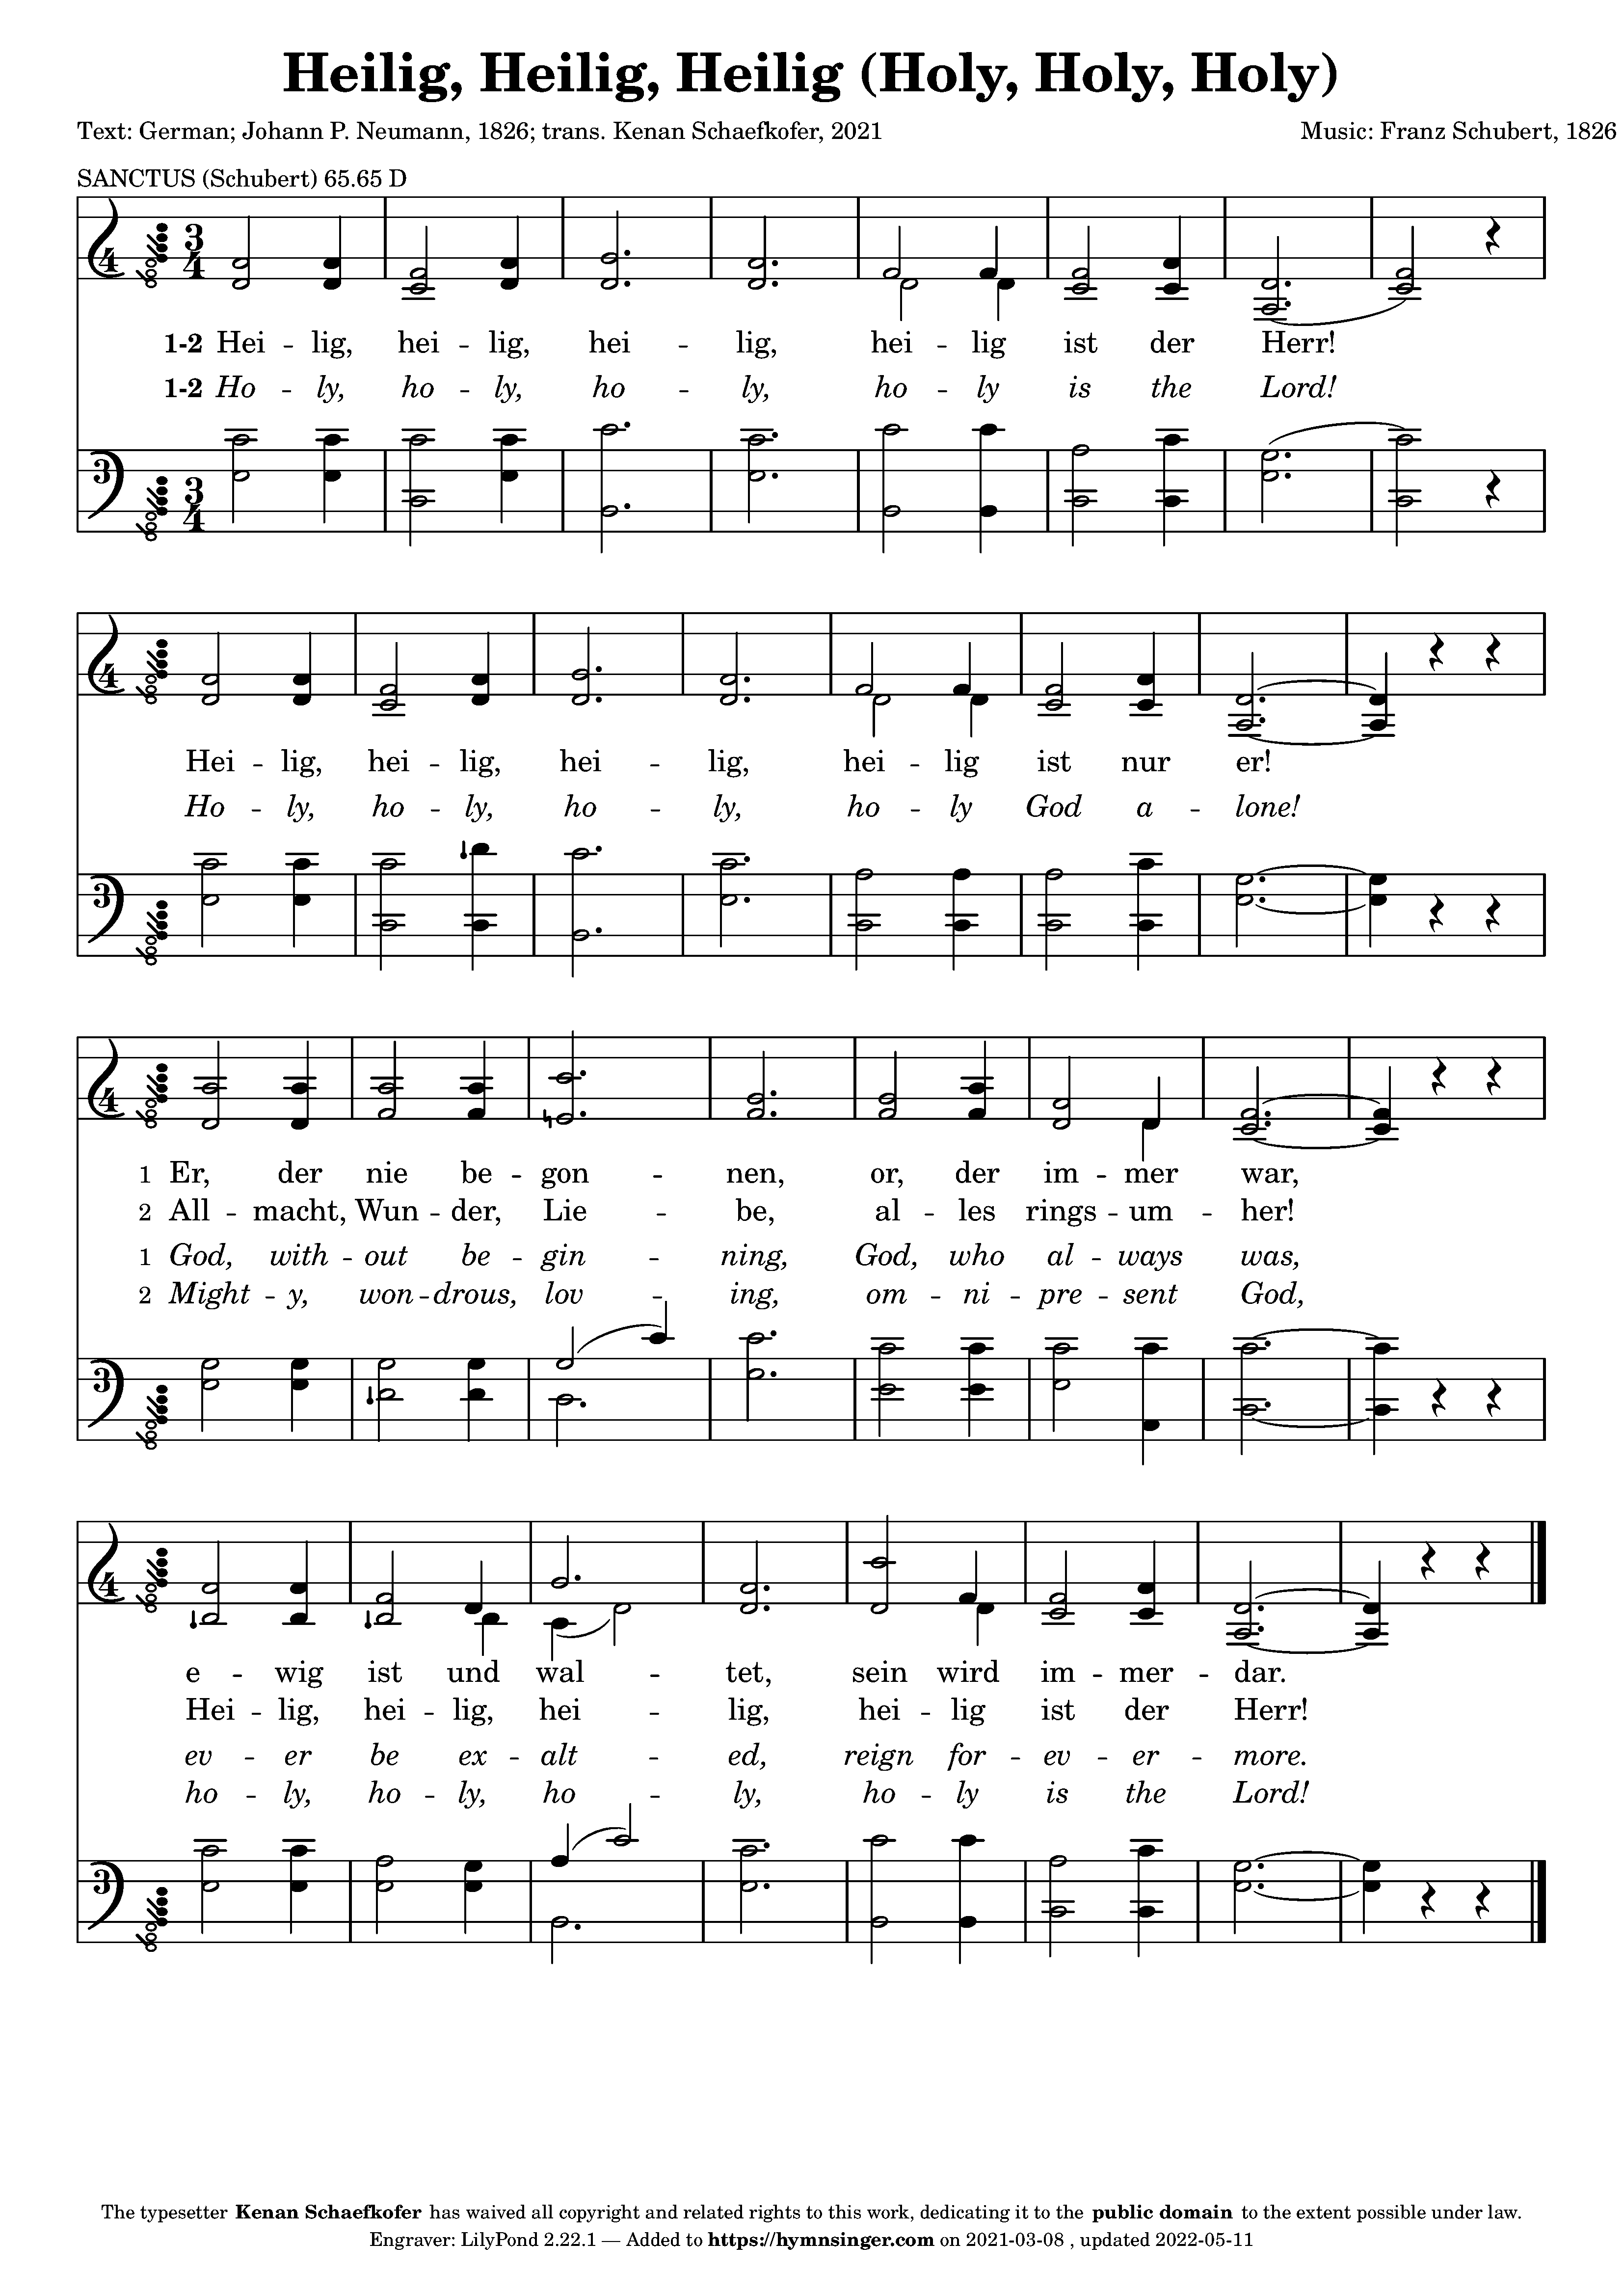 Heilig, Heilig, Heilig (Holy, Holy, Holy)
Text: German; Johann P. Neumann, 1826; trans. Kenan Schaefkofer, 2021 Music: Franz Schubert, 1826
SANCTUS (Schubert) 65.65 D
3 4
1-2 Hei - lig, hei - lig, hei - lig, hei - lig ist der Herr!
1-2 Ho - ly, ho - ly, ho - ly, ho - ly is the Lord!
3 4
Hei - lig, hei - lig, hei - lig, hei - lig ist nur er!
Ho - ly, ho - ly, ho - ly, ho - ly God a - lone!
1 Er, der nie be - gon - nen, or, der im - mer war,
2 All - macht, Wun - der, Lie - be, al - les rings - um - her!
1 God, with - out be - gin - ning, God, who al - ways was,
2 Might - y, won - drous, lov - ing, om - ni - pre - sent God,
e - wig ist und wal - tet, sein wird im - mer - dar.
Hei - lig, hei - lig, hei - lig, hei - lig ist der Herr!
ev - er be ex - alt - ed, reign for - ev - er - more.
ho - ly, ho - ly, ho - ly, ho - ly is the Lord!
The typesetter Kenan Schaefkofer has waived all copyright and related rights to this work, dedicating it to the public domain to the extent possible under law.
Engraver: LilyPond 2.22.1 — Added to https://hymnsinger.com on 2021-03-08 , updated 2022-05-11